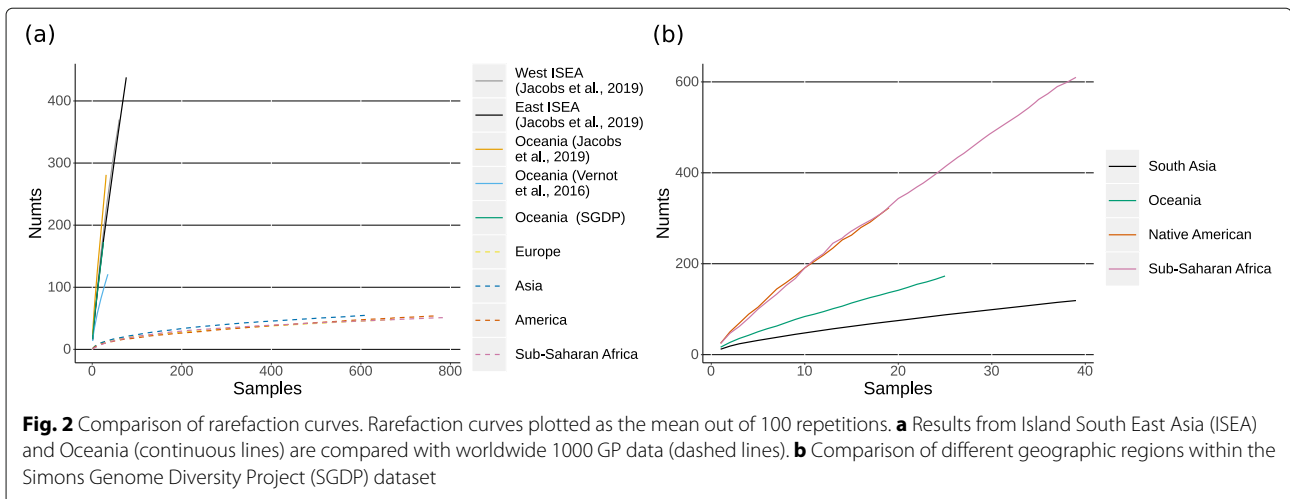 (a)
Numts
400
300
200
100
0
0
200
400
600
800
Samples
West ISEA
(Jacobs et al., 2019)
East ISEA
(Jacobs et al., 2019)
Oceania (Jacobs
et al., 2019)
Oceania (Vernot
et al., 2016)
Oceania (SGDP)
Europe
Asia
America
Sub-Saharan Africa
(b)
Numts
600
400
200
0
10
20
30
40
Samples
South Asia
Oceania
Native American
Sub-Saharan Africa
Fig. 2 Comparison of rarefaction curves. Rarefaction curves plotted as the mean out of 100 repetitions. a Results from Island South East Asia (ISEA)
and Oceania (continuous lines) are compared with worldwide 1000 GP data (dashed lines). b Comparison of different geographic regions within the
Simons Genome Diversity Project (SGDP) dataset